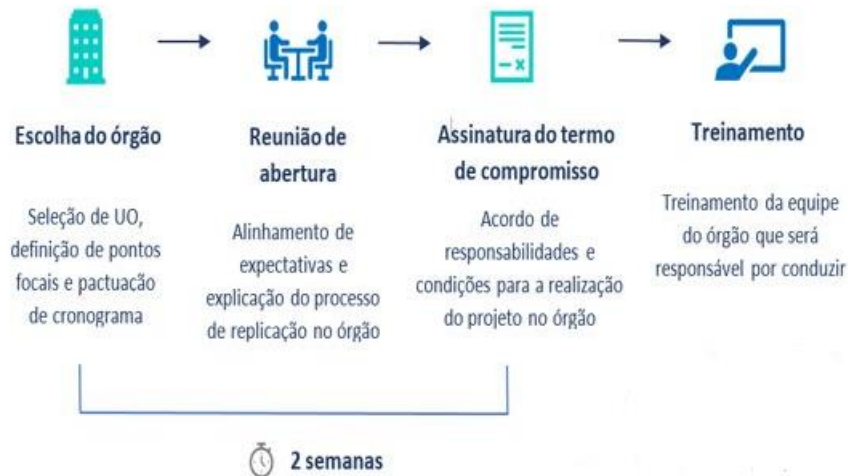 Escolha do órgão
Seleção de UO,
definição de pontos
focais e pactuação
de cronograma
Reunião de
abertura
Alinhamento de
expectativas e
explicação do processo
de replicação no órgão
Assinatura do termo
de compromisso
Acordo de
responsabilidades e
condições para a realização
do projeto no órgão
Treinamento
Treinamento da equipe
do órgão que será
responsável por conduzir
2 semanas